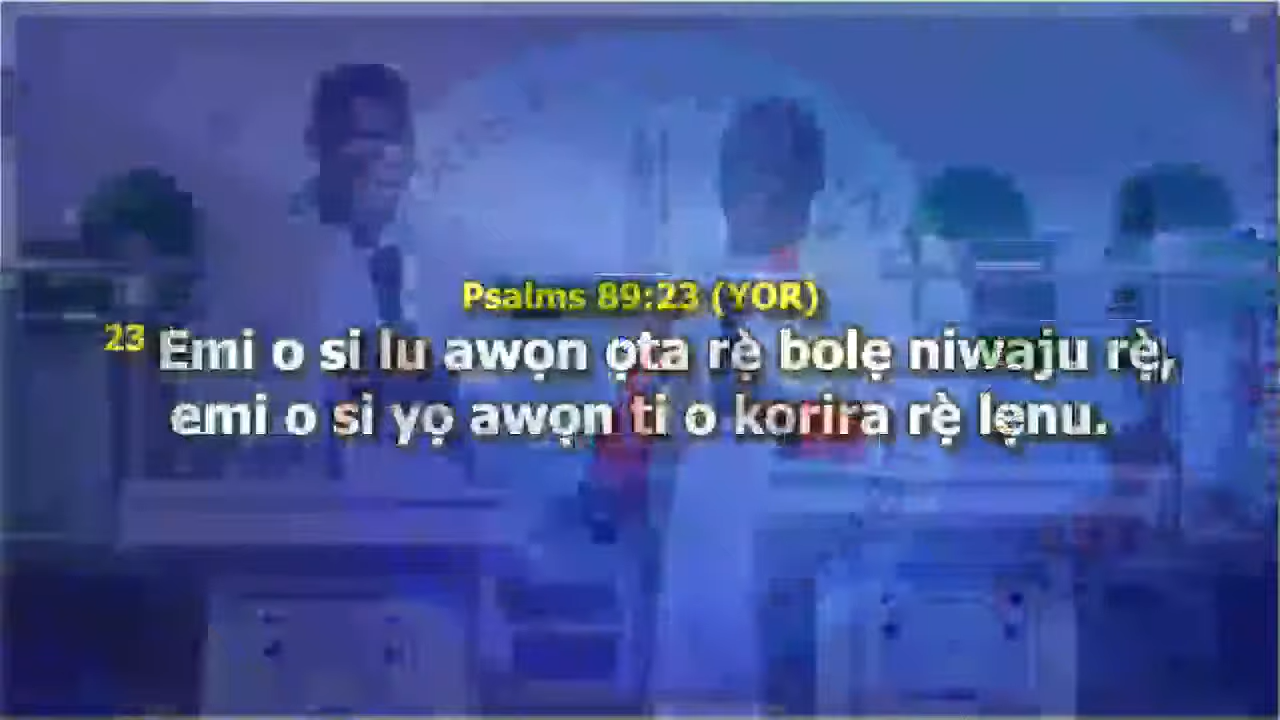 Psalms 89:23 (YOR)
23 Emi o si lu awọn ọta rẹ̀ bolẹ niwaju rẹ̀,
emi o si yọ awọn ti o korira rẹ̀ lẹnu.